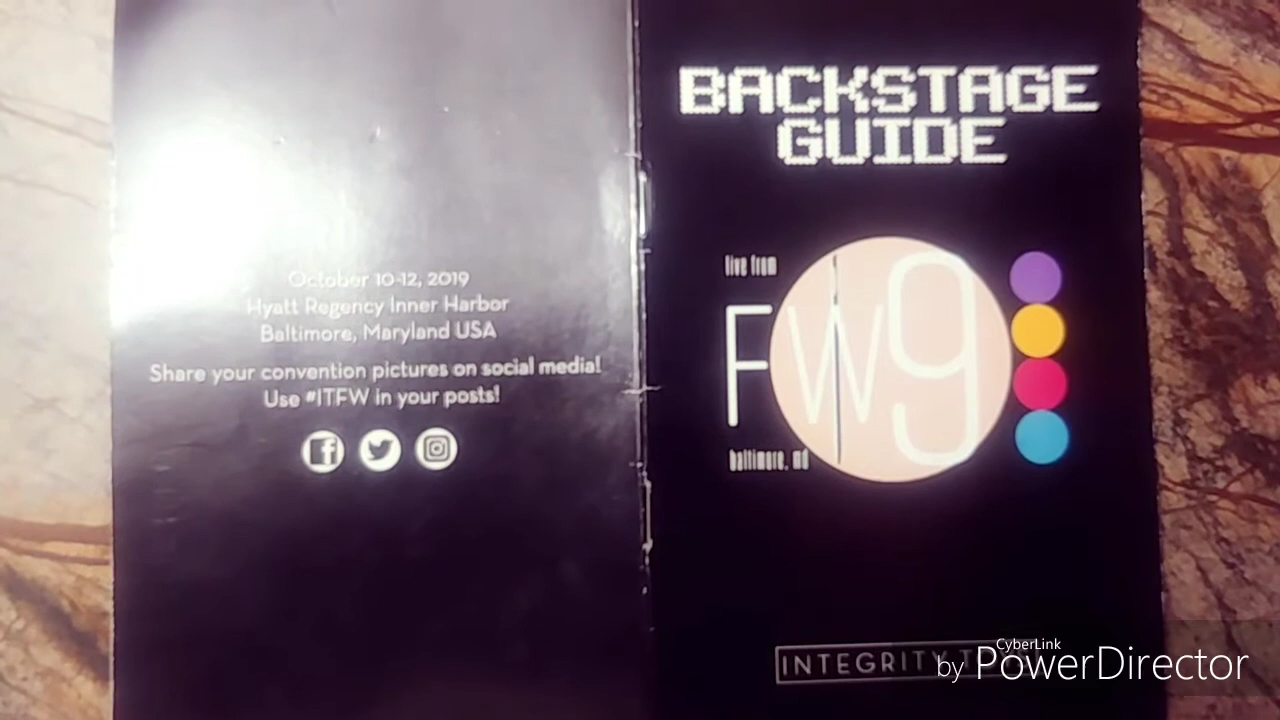 October 10-12, 2019
Hyatt Regency Inner Harbor
Baltimore, Maryland USA
Share your convention pictures on social media!
Use #ITFW in your posts!
BACKSTAGE
GUIDE
live from
FW9
baltimore, md
INTEGRITY
CyberLink
by PowerDirector